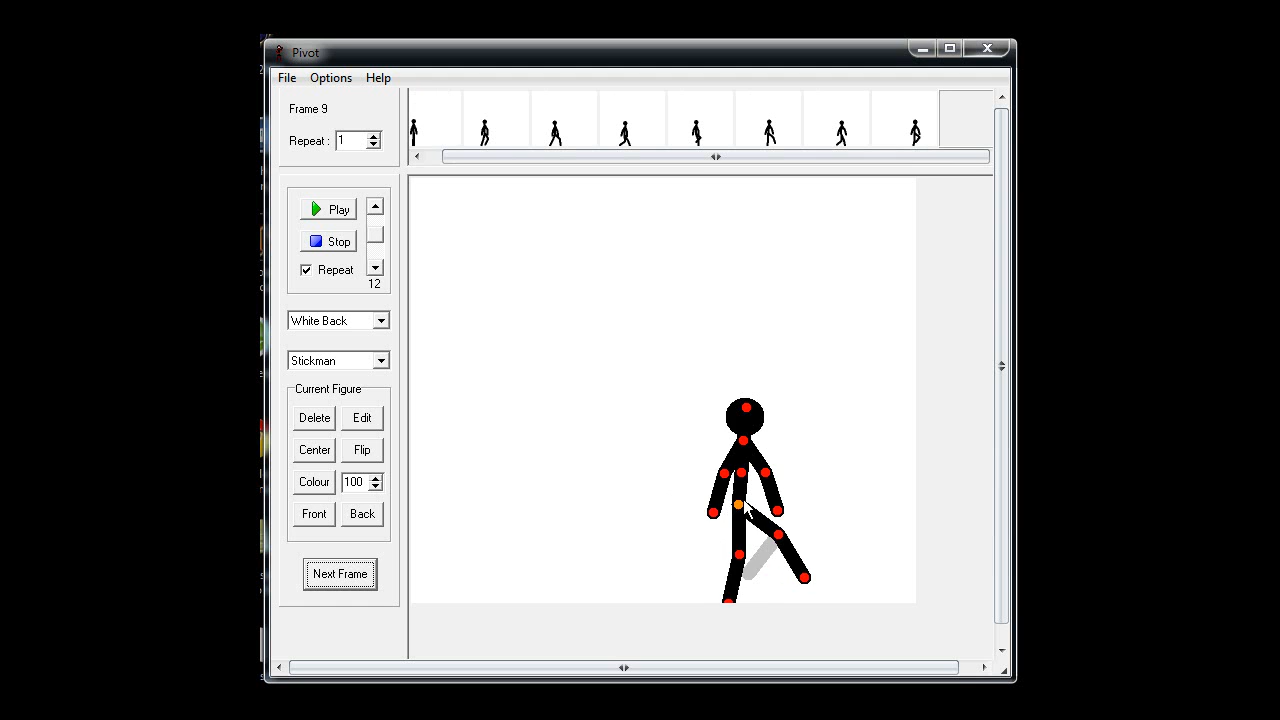 Pivot
File Options Help
Frame 9
Repeat : 1
Play
Stop
Repeat
12
White Back
Stickman
Current Figure
Delete Edit
Center Flip
Colour 100
Front Back
Next Frame